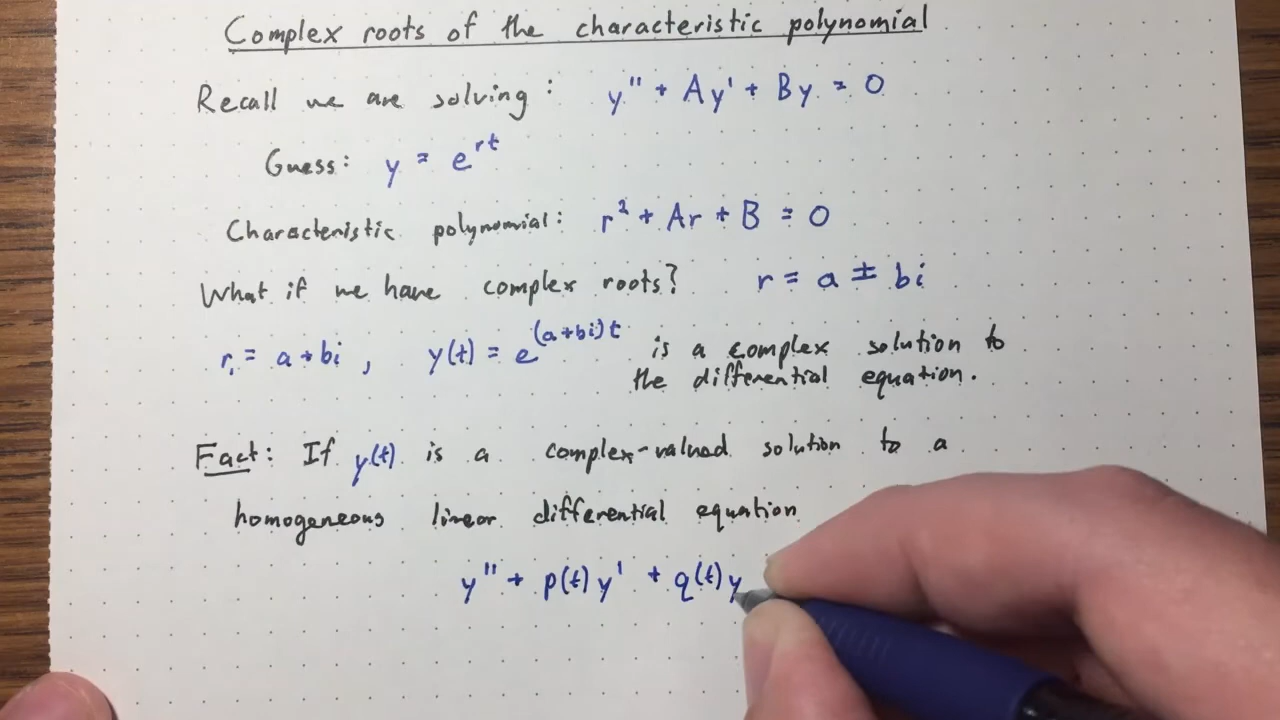 Complex roots of the characteristic polynomial
Recall we are solving: y'' + Ay' + By = 0
Guess: y = e^{rt}
Characteristic polynomial: r² + Ar + B = 0
What if we have complex roots? r = a ± bi
r₁ = a+bi, y(t) = e^{(a+bi)t} is a complex solution to
the differential equation.
Fact: If y(t) is a complex-valued solution to a
homogeneous linear differential equation
y'' + p(t)y' + q(t)y